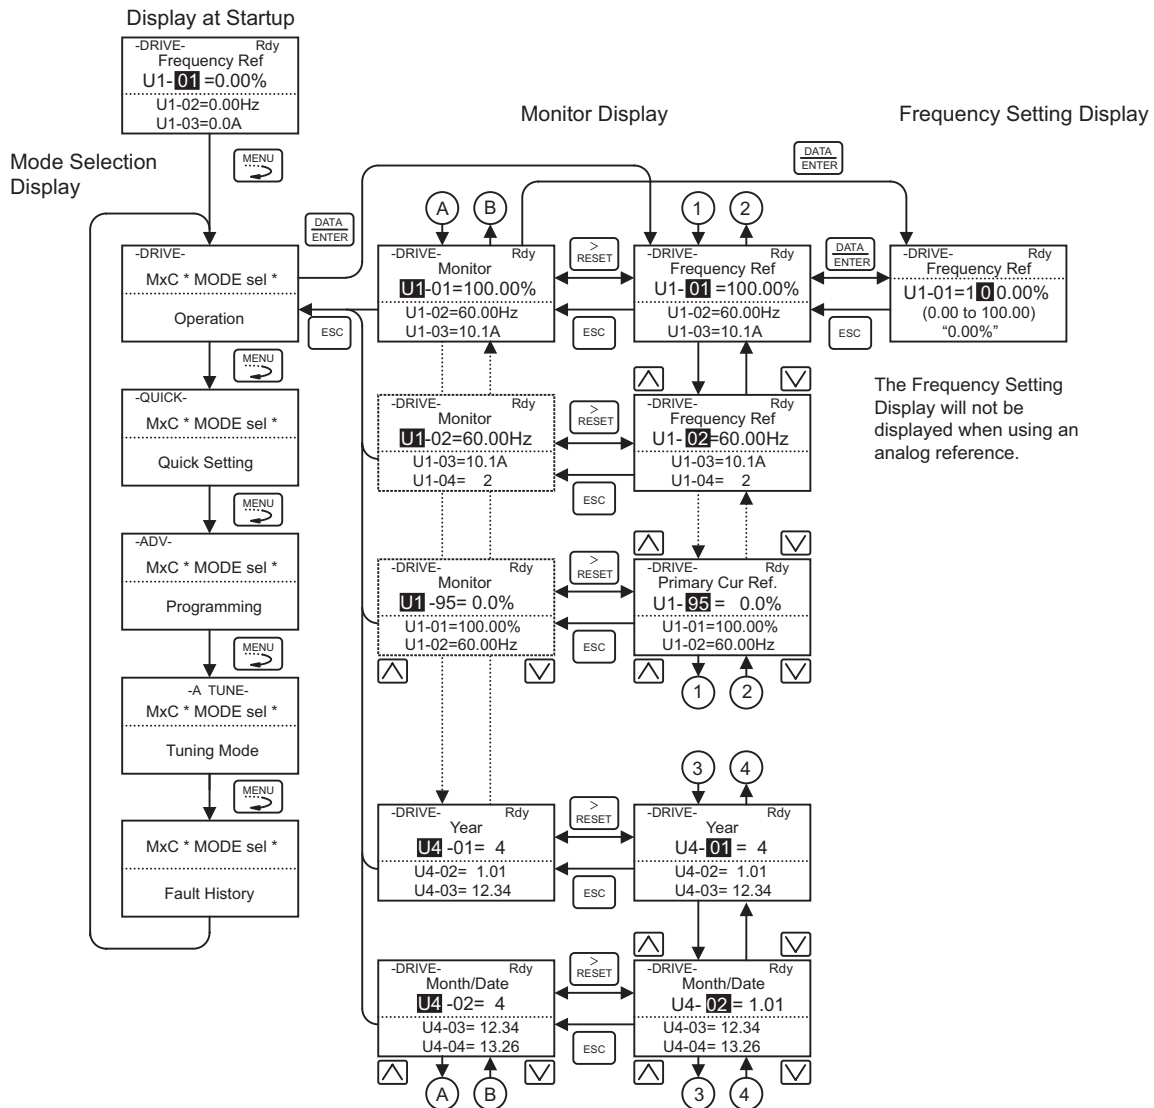 Display at Startup
-DRIVE- Rdy
Frequency Ref
U1-01 =0.00%
U1-02=0.00Hz
U1-03=0.0A
Monitor Display
Frequency Setting Display
Mode Selection
Display
MENU
DATA
ENTER
DATA
ENTER
A
B
1
2
-DRIVE-
MxC * MODE sel *
Operation
-DRIVE- Rdy
Monitor
U1-01=100.00%
U1-02=60.00Hz
U1-03=10.1A
>
RESET
ESC
ESC
-DRIVE- Rdy
Frequency Ref
U1- 01 =100.00%
U1-02=60.00Hz
U1-03=10.1A
DATA
ENTER
ESC
-DRIVE- Rdy
Frequency Ref
U1-01=1 0 0.00%
(0.00 to 100.00)
“0.00%”
The Frequency Setting
Display will not be
displayed when using an
analog reference.
MENU
-QUICK-
MxC * MODE sel *
Quick Setting
-DRIVE- Rdy
Monitor
U1-02=60.00Hz
U1-03=10.1A
U1-04= 2
>
RESET
ESC
-DRIVE- Rdy
Frequency Ref
U1- 02=60.00Hz
U1-03=10.1A
U1-04= 2
MENU
-ADV-
MxC * MODE sel *
Programming
-DRIVE- Rdy
Monitor
U1 -95= 0.0%
U1-01=100.00%
U1-02=60.00Hz
>
RESET
ESC
-DRIVE- Rdy
Primary Cur Ref.
U1- 95 = 0.0%
U1-01=100.00%
U1-02=60.00Hz
1
2
MENU
-A TUNE-
MxC * MODE sel *
Tuning Mode
MENU
MxC * MODE sel *
Fault History
3
4
-DRIVE- Rdy
Year
U4 -01= 4
U4-02= 1.01
U4-03= 12.34
>
RESET
ESC
-DRIVE- Rdy
Year
U4- 01 = 4
U4-02= 1.01
U4-03= 12.34
-DRIVE- Rdy
Month/Date
U4 -02= 4
U4-03= 12.34
U4-04= 13.26
>
RESET
ESC
-DRIVE- Rdy
Month/Date
U4- 02 = 1.01
U4-03= 12.34
U4-04= 13.26
A
B
3
4